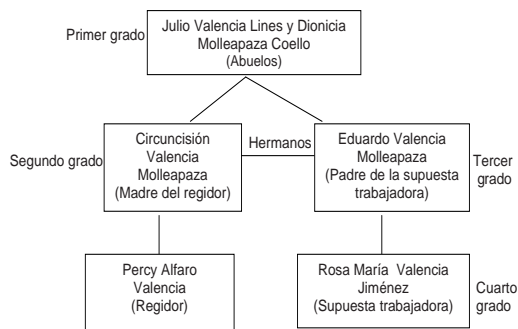 Primer grado
Julio Valencia Lines y Dionicia
Molleapaza Coello
(Abuelos)
Segundo grado
Circuncisión
Valencia
Molleapaza
(Madre del regidor)
Hermanos
Eduardo Valencia
Molleapaza
(Padre de la supuesta
trabajadora)
Tercer
grado
Percy Alfaro
Valencia
(Regidor)
Rosa María Valencia
Jiménez
(Supuesta trabajadora)
Cuarto
grado